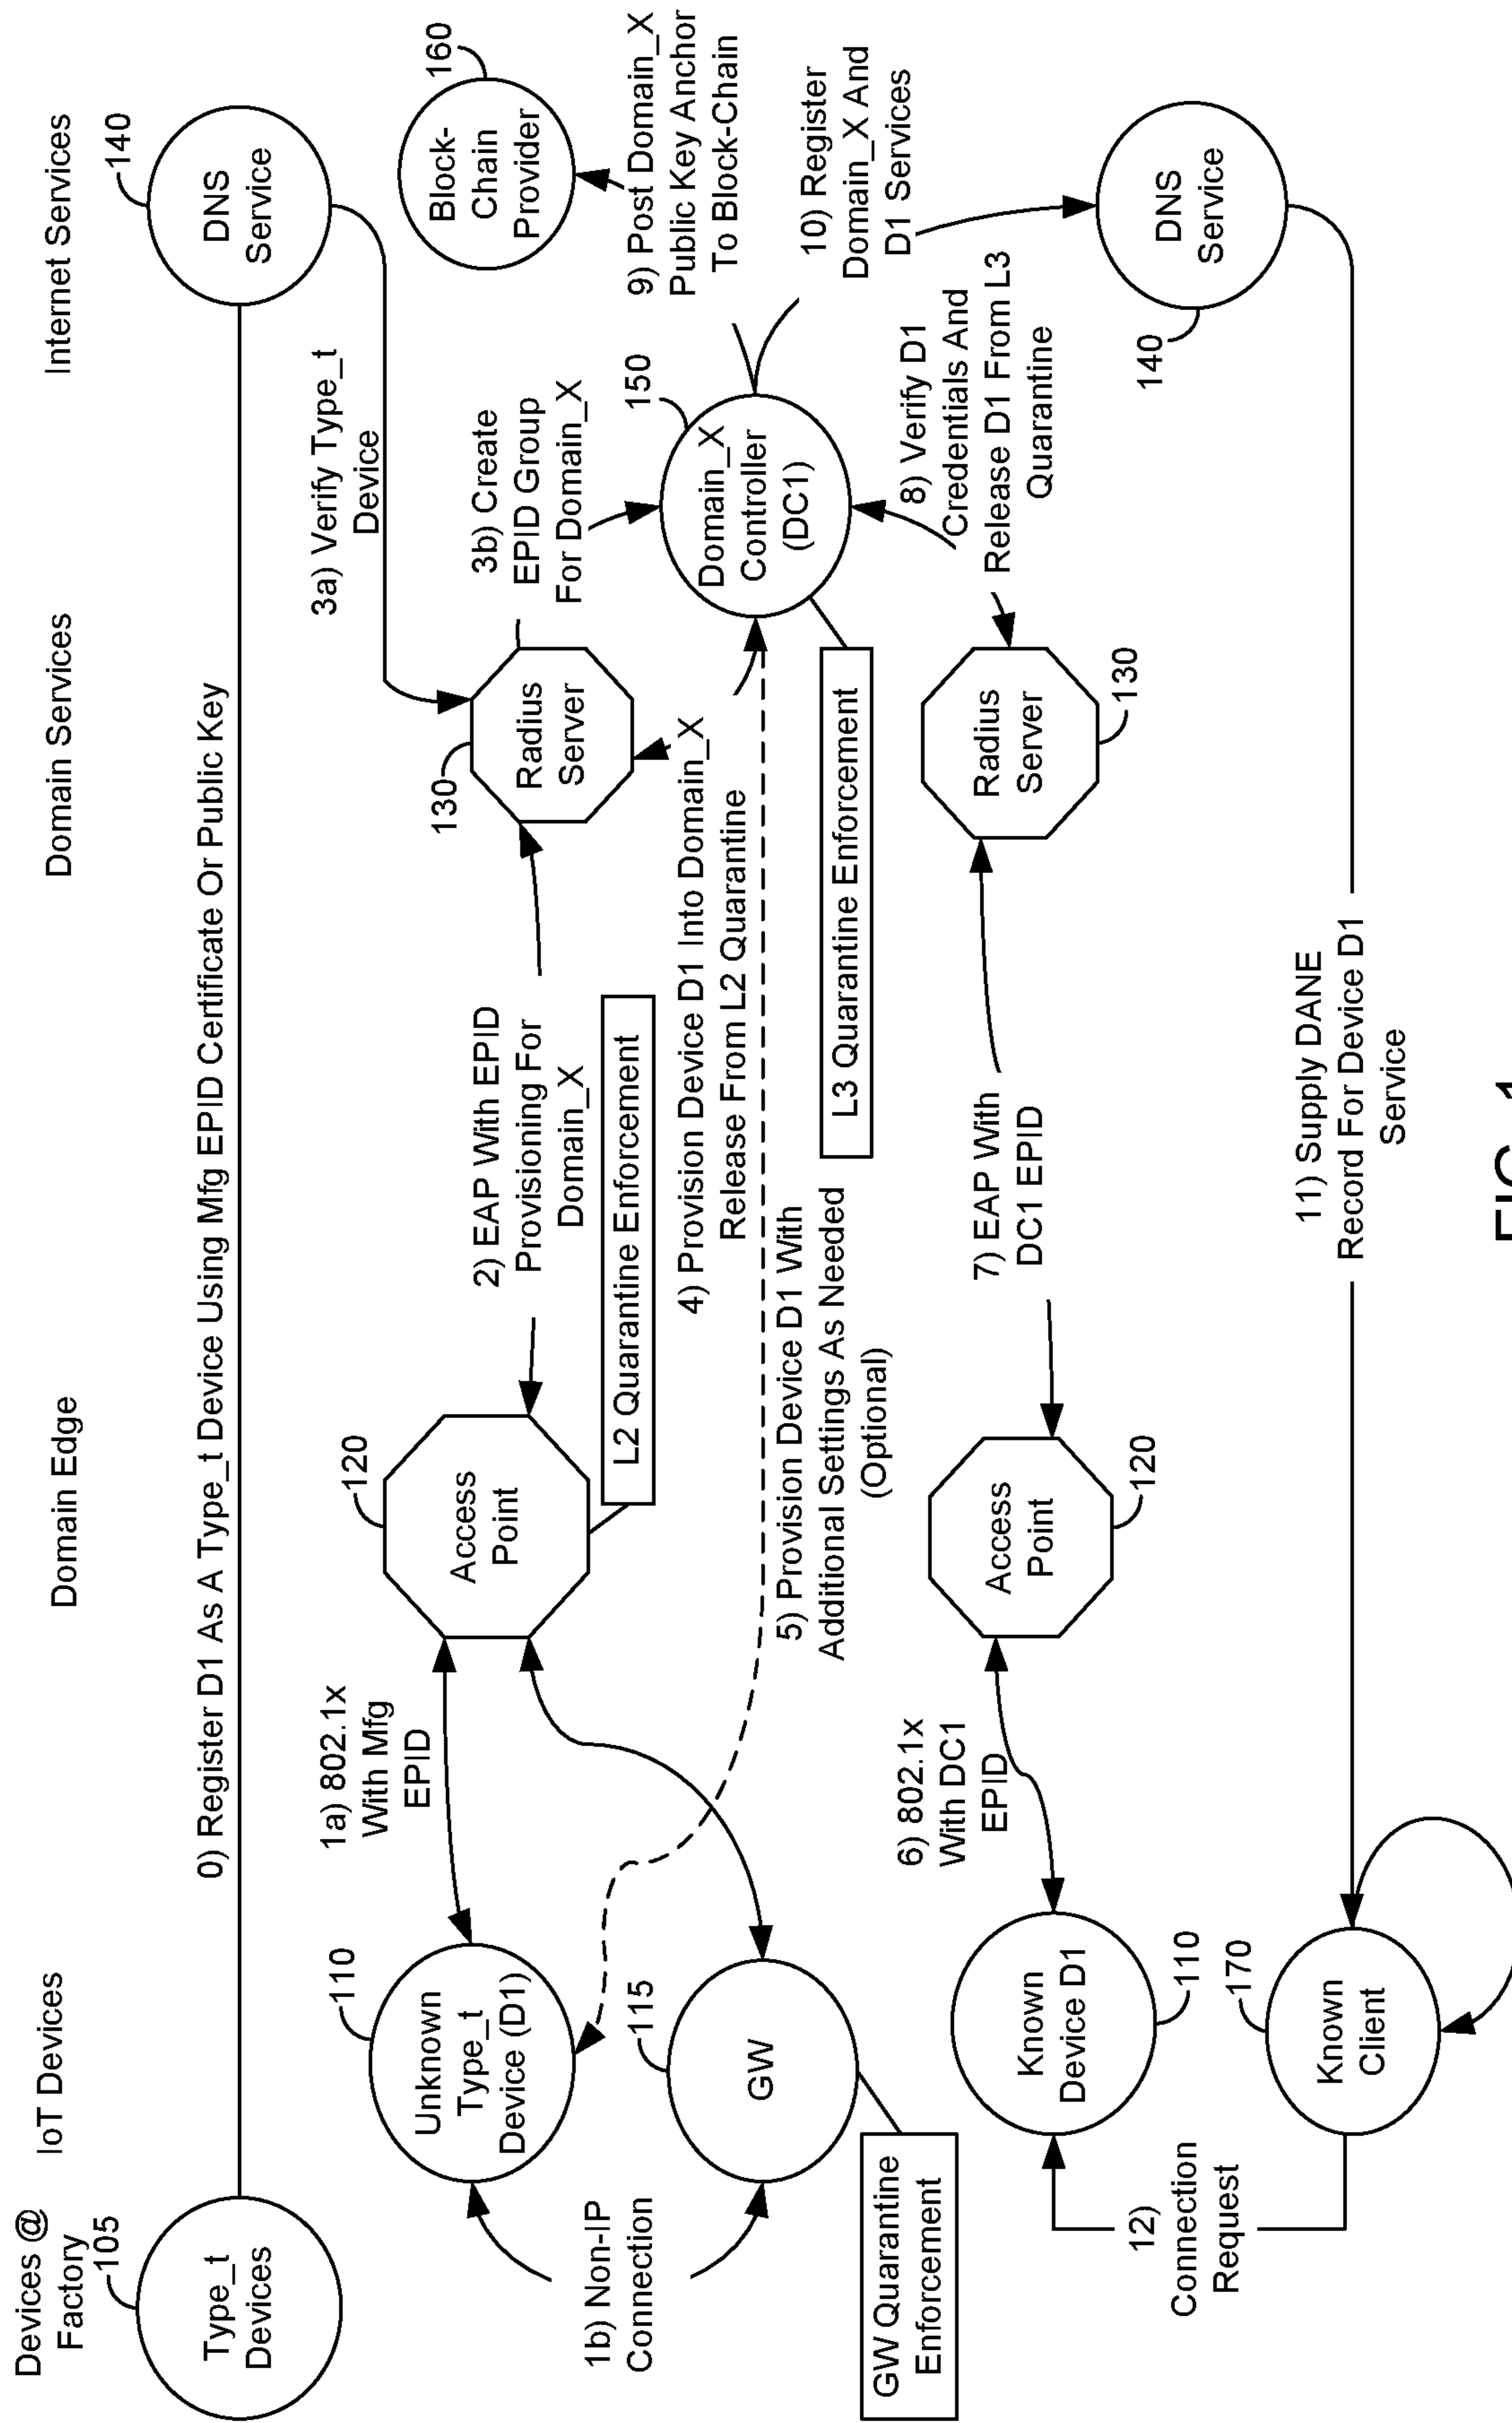 Devices @
Factory
IoT Devices
Domain Edge
Domain Services
Internet Services
105
Type_t
Devices
0) Register D1 As A Type_t Device Using Mfg EPID Certificate Or Public Key
140
DNS
Service
110
Unknown
Type_t
Device (D1)
1a) 802.1x
With Mfg
EPID
120
Access
Point
2) EAP With EPID
Provisioning For
Domain_X
130
Radius
Server
3a) Verify Type_t
Device
3b) Create
EPID Group
For Domain_X
160
Block-
Chain
Provider
L2 Quarantine Enforcement
1b) Non-IP
Connection
115
GW
GW Quarantine
Enforcement
4) Provision Device D1 Into Domain_X
Release From L2 Quarantine
5) Provision Device D1 With
Additional Settings As Needed
(Optional)
150
Domain_X
Controller
(DC1)
L3 Quarantine Enforcement
9) Post Domain_X
Public Key Anchor
To Block-Chain
10) Register
Domain_X And
D1 Services
8) Verify D1
Credentials And
Release D1 From L3
Quarantine
Known
Device D1
110
6) 802.1x
With DC1
EPID
Access
Point
120
7) EAP With
DC1 EPID
Radius
Server
130
DNS
Service
140
12)
Connection
Request
170
Known
Client
11) Supply DANE
Record For Device D1
Service
FIG. 1